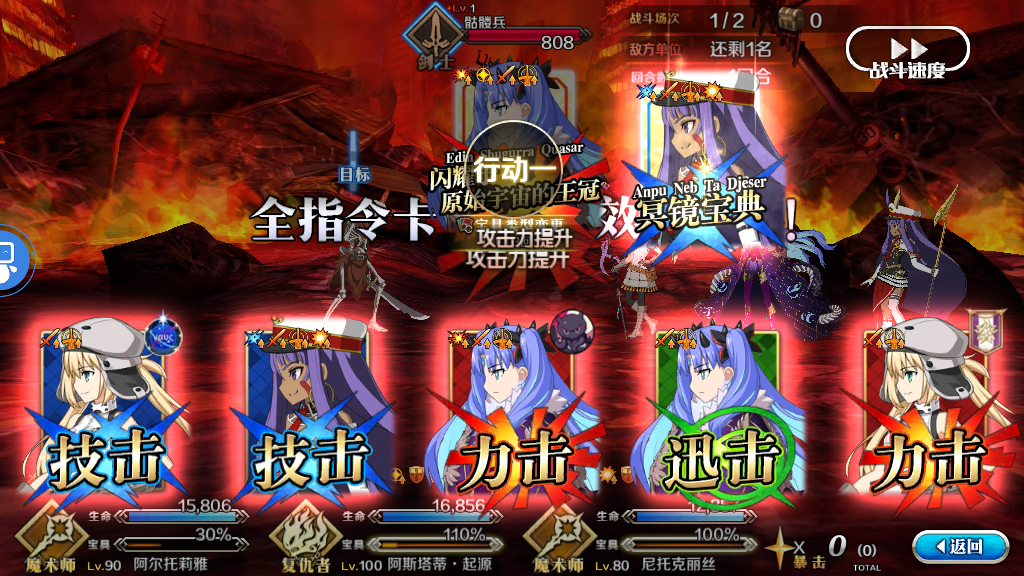 Lv.1
骷髅兵
808
剑士
战斗场次 1/2
0
敌方单位 还剩1名
战斗速度
目标
Edin Shugurra Quasar
行动一
原始宇宙的王冠
宝具类型变更
攻击力提升
攻击力提升
Anpu Neb Ta Djeser
冥镜宝典
全指令卡
效
!
技击
技击
力击
迅击
力击
生命 15,806
宝具 30%
魔术师 Lv.90 阿尔托莉雅
生命 16,856
宝具 110%
复仇者 Lv.100 阿斯塔蒂·起源
生命
宝具 100%
魔术师 Lv.80 尼托克丽丝
X 0 (0)
暴击 TOTAL
返回